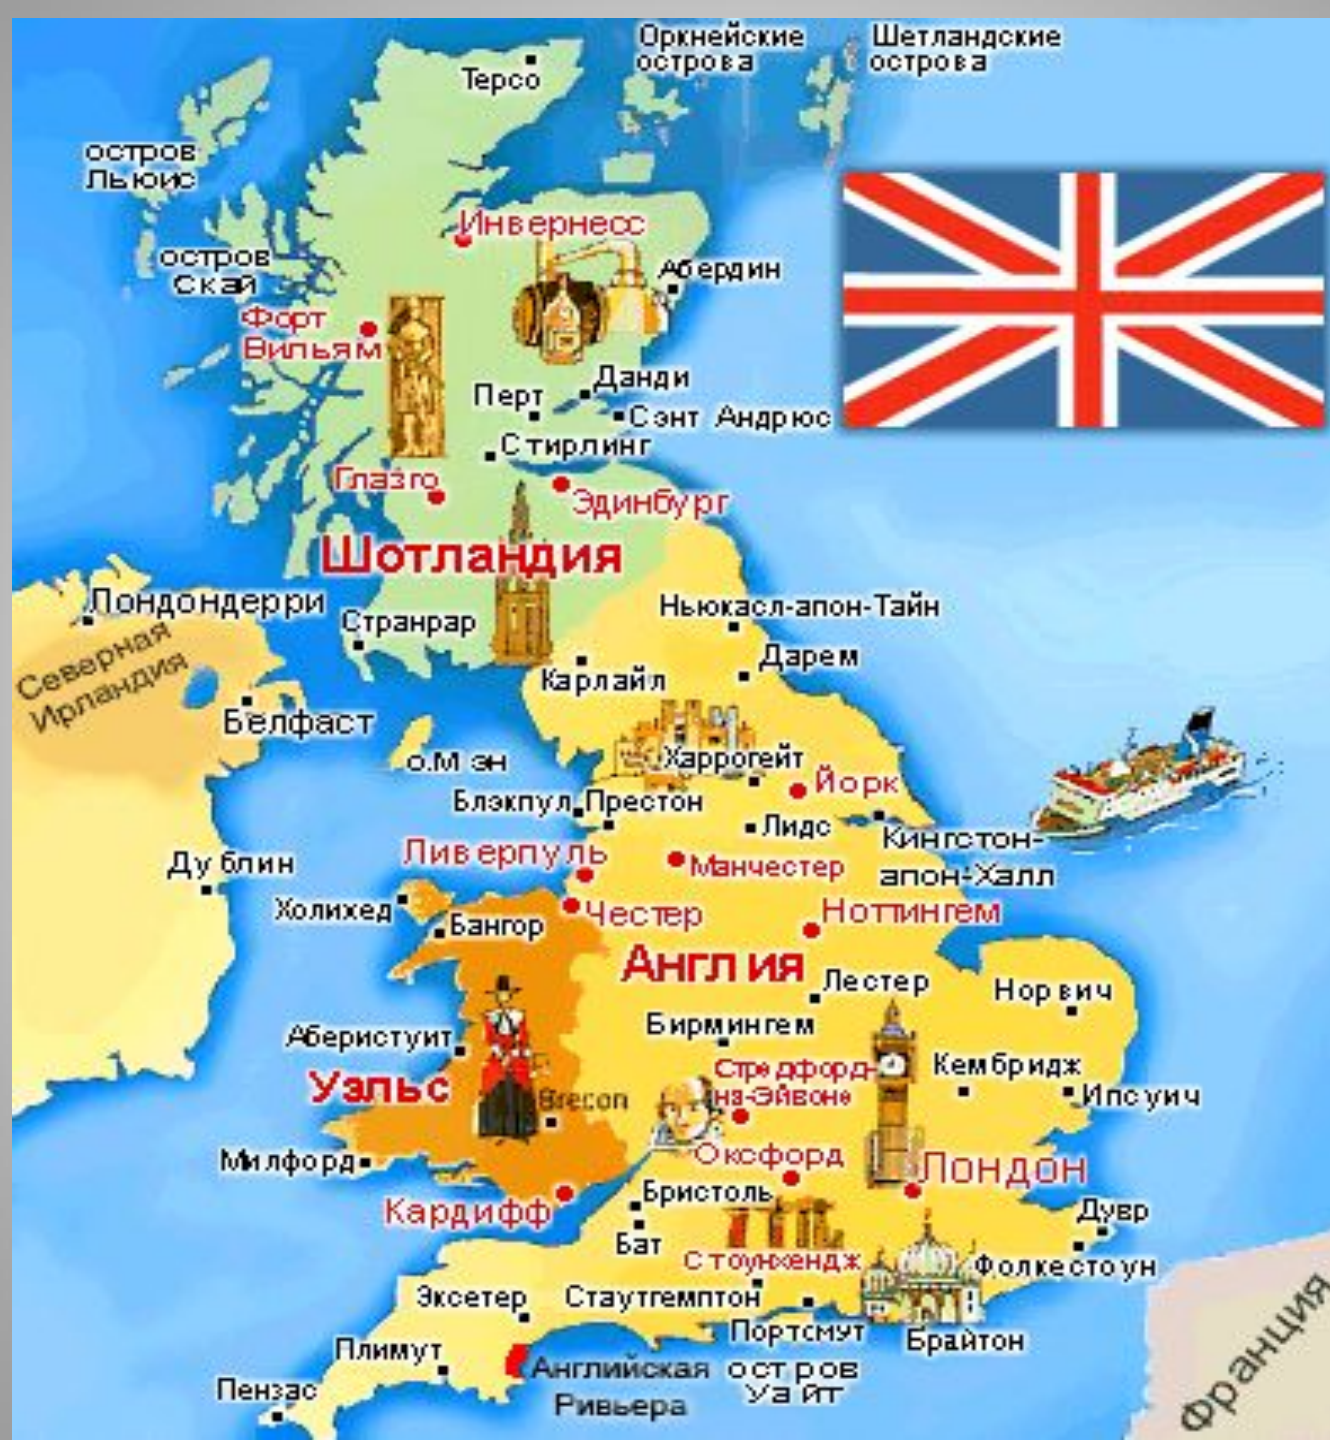 Оркнейские
острова
Шетландские
острова
Терсо
остров
Льюис
Инвернесс
остров
Скай
Абердин
Форт
Вильям
Данди
Перт
Сэнт Андрюс
Стирлинг
Глазго
Эдинбург
Шотландия
Лондондерри
Странрар
Ньюкасл-апон-Тайн
Северная
Ирландия
Дарем
Карлайл
Белфаст
о.Мэн
Харрогейт
Йорк
Блэкпул
Престон
Лидс
Кингстон-
апон-Халл
Ливерпуль
Манчестер
Дублин
Холихед
Честер
Ноттингем
Бангор
Англия
Лестер
Норвич
Бирмингем
Аберистуит
Стредфорд-
на-Эйвоне
Кембридж
Уэльс
Ипсуич
Brecon
Милфорд
Оксфорд
Лондон
Кардифф
Бристоль
Дувр
Бат
Стоунхендж
Фолкестоун
Эксетер
Стаутгемптон
Портсмут
Брайтон
Плимут
Английская
Ривьера
остров
Уайт
Пензас
Франция